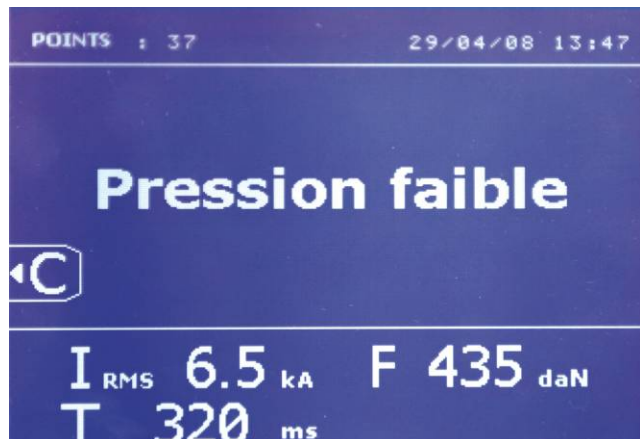 POINTS : 37 29/04/08 13:47
Pression faible
C
I RMS 6.5 kA F 435 daN
T 320 ms